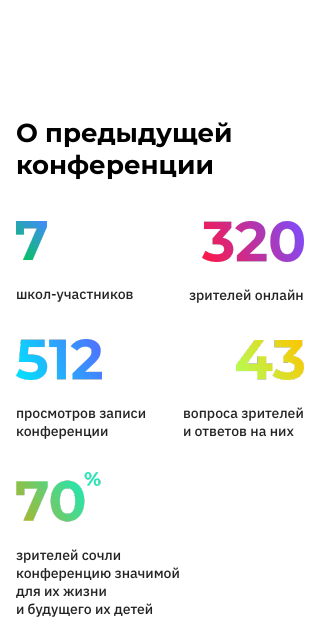 О предыдущей
конференции
7
школ-участников
320
зрителей онлайн
512
просмотров записи
конференции
43
вопроса зрителей
и ответов на них
70%
зрителей сочли
конференцию значимой
для их жизни
и будущего их детей